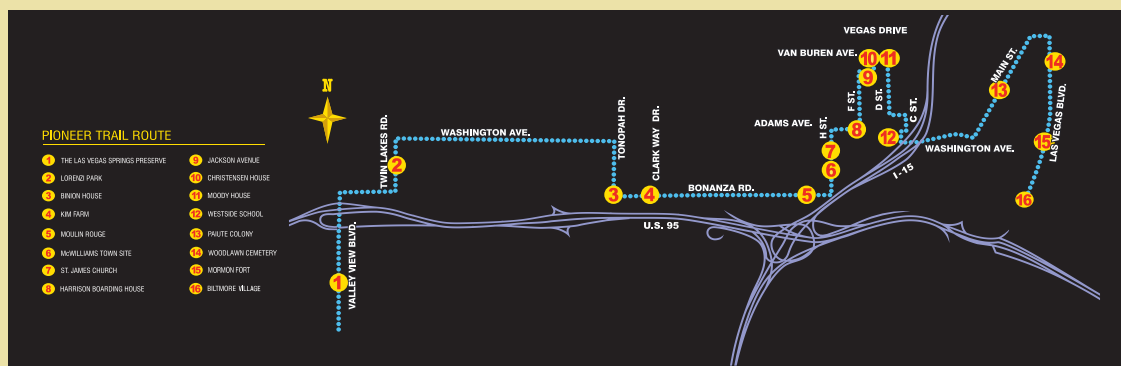 VEGAS DRIVE
VAN BUREN AVE.
10
11
9
14
N
MAIN ST.
13
F ST.
D ST.
C ST.
ADAMS AVE.
8
H ST.
12
PIONEER TRAIL ROUTE
1 THE LAS VEGAS SPRINGS PRESERVE
2 LORENZI PARK
3 BINION HOUSE
4 KIM FARM
5 MOULIN ROUGE
6 McWILLIAMS TOWN SITE
7 ST. JAMES CHURCH
8 HARRISON BOARDING HOUSE
9 JACKSON AVENUE
10 CHRISTENSEN HOUSE
11 MOODY HOUSE
12 WESTSIDE SCHOOL
13 PAIUTE COLONY
14 WOODLAWN CEMETERY
15 MORMON FORT
16 BILTMORE VILLAGE
TWIN LAKES RD.
WASHINGTON AVE.
TONOPAH DR.
CLARK WAY DR.
7
WASHINGTON AVE.
15
LAS VEGAS BLVD.
2
6
I-15
3
4
BONANZA RD.
5
16
U.S. 95
VALLEY VIEW BLVD.
1